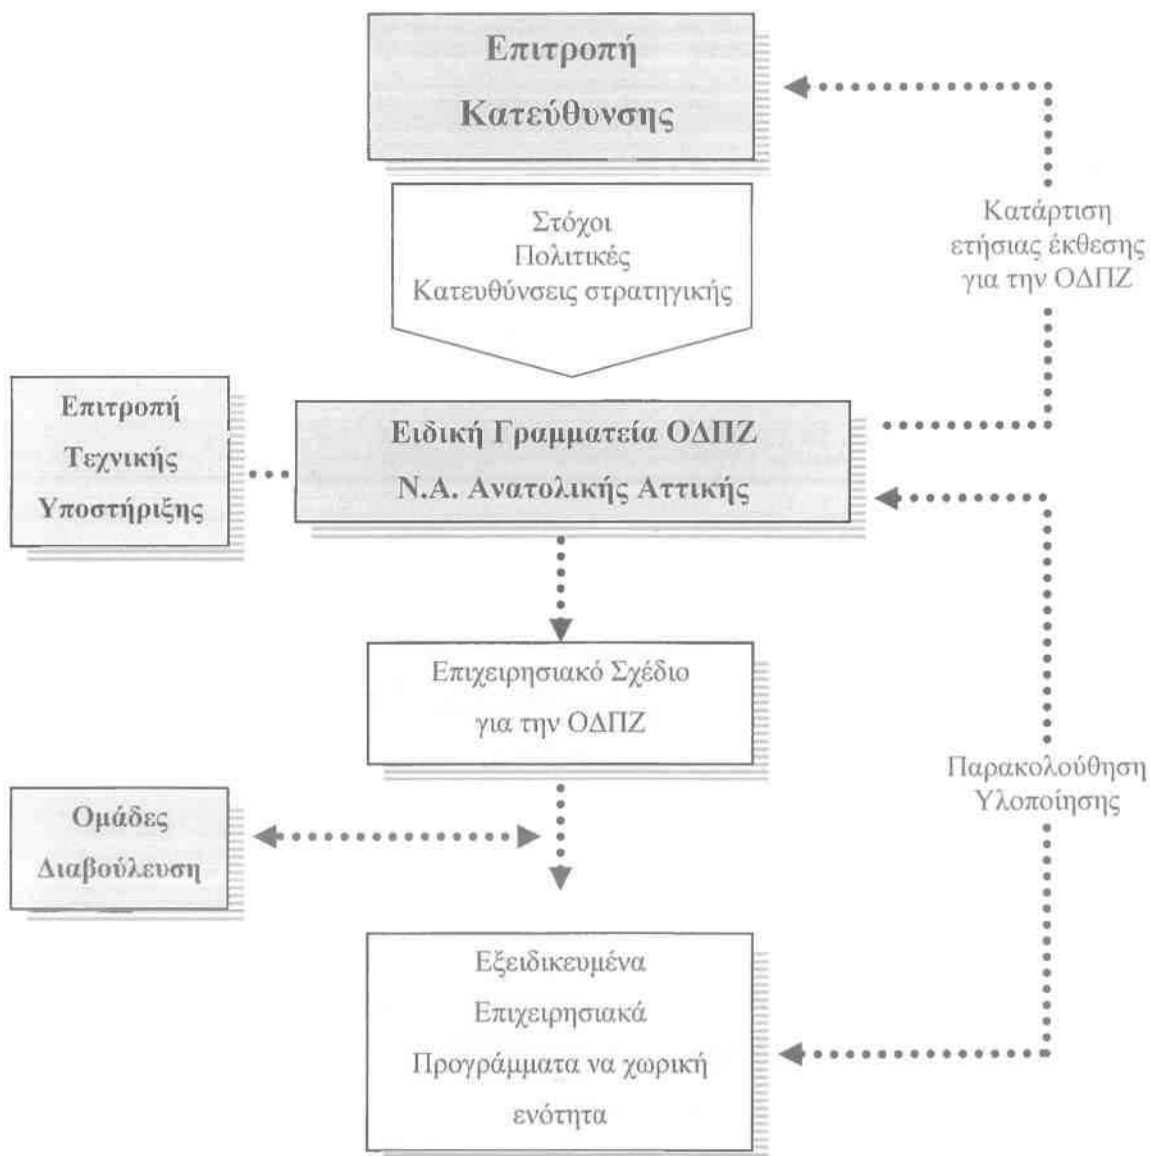 Επιτροπή
Κατεύθυνσης
Στόχοι
Πολιτικές
Κατευθύνσεις στρατηγικής
Κατάρτιση
ετήσιας έκθεσης
για την ΟΔΠΖ
Επιτροπή
Τεχνικής
Υποστήριξης
Ειδική Γραμματεία ΟΔΠΖ
Ν.Α. Ανατολικής Αττικής
Επιχειρησιακό Σχέδιο
για την ΟΔΠΖ
Παρακολούθηση
Υλοποίησης
Ομάδες
Διαβούλευση
Εξειδικευμένα
Επιχειρησιακά
Προγράμματα να χωρική
ενότητα